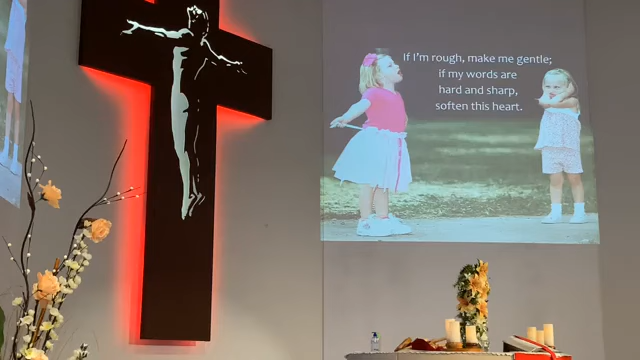 If I'm rough, make me gentle;
if my words are
hard and sharp,
soften this heart.